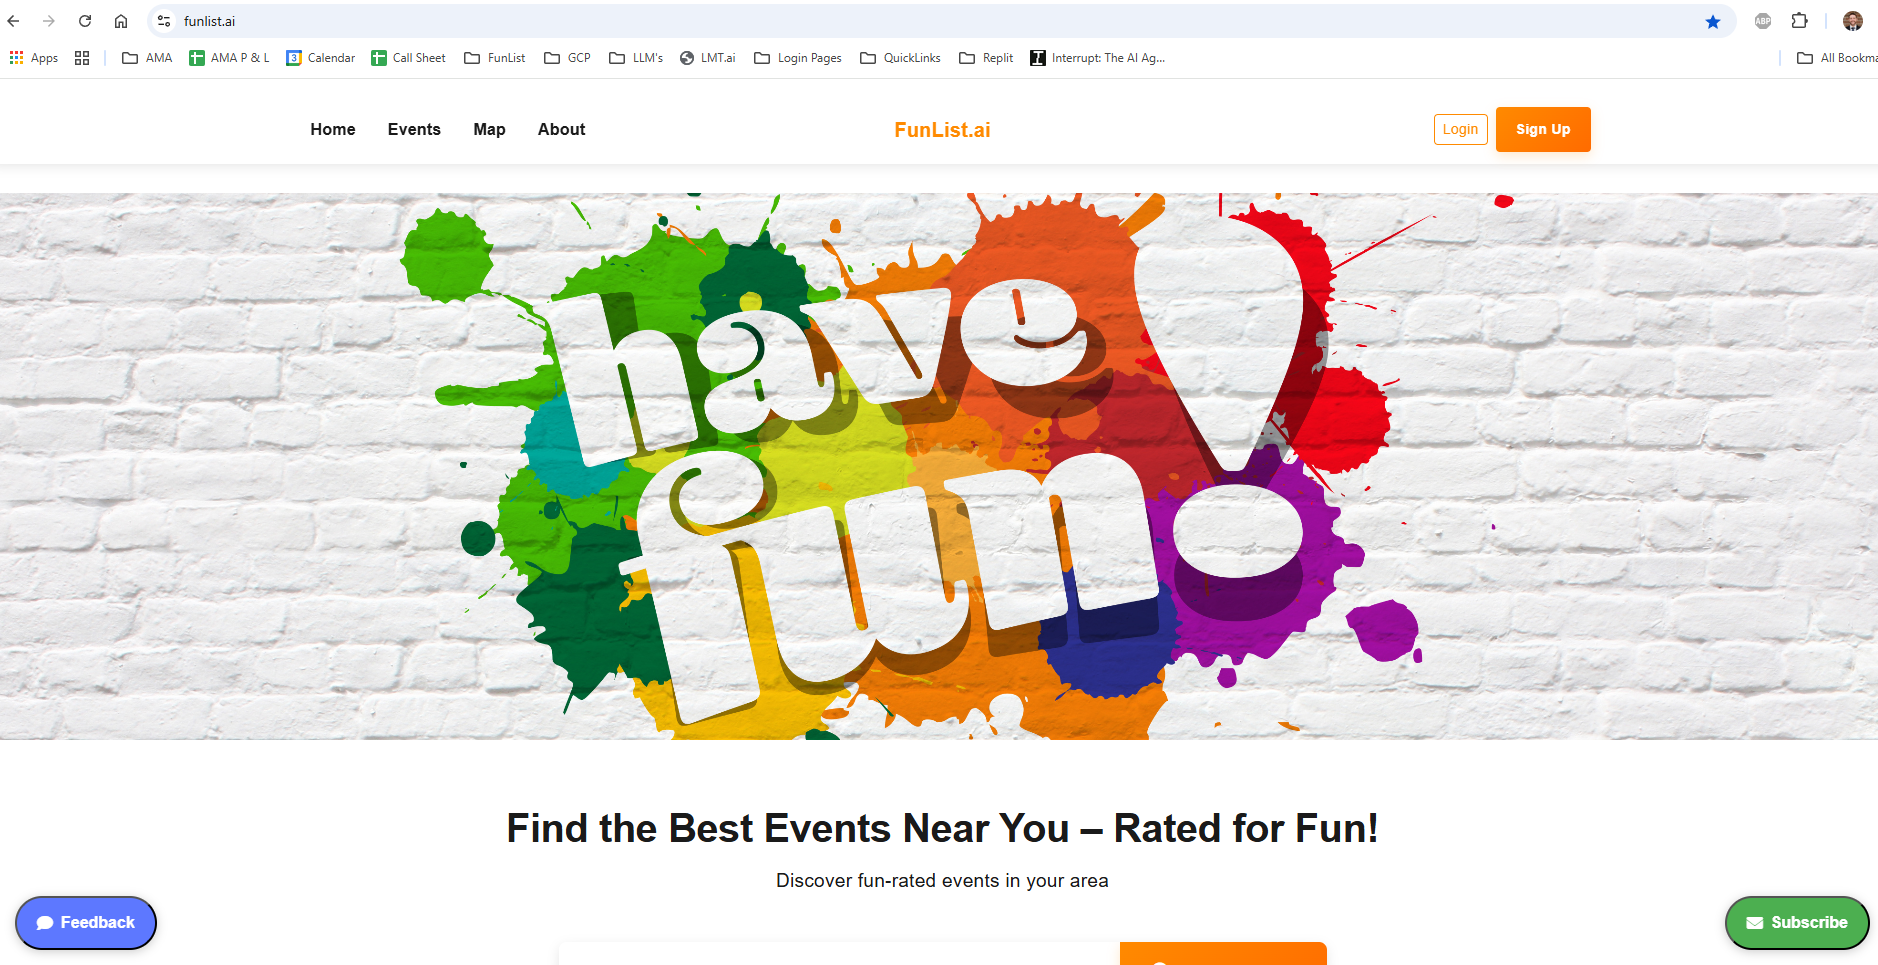 funlist.ai
ABP
Apps
AMA
AMA P & L
3
Calendar
Call Sheet
FunList
GCP
LLM's
LMT.ai
Login Pages
QuickLinks
Replit
Interrupt: The AI Ag...
All Bookma
Home
Events
Map
About
FunList.ai
Login
Sign Up
have
fun!
Find the Best Events Near You – Rated for Fun!
Discover fun-rated events in your area
Feedback
Subscribe